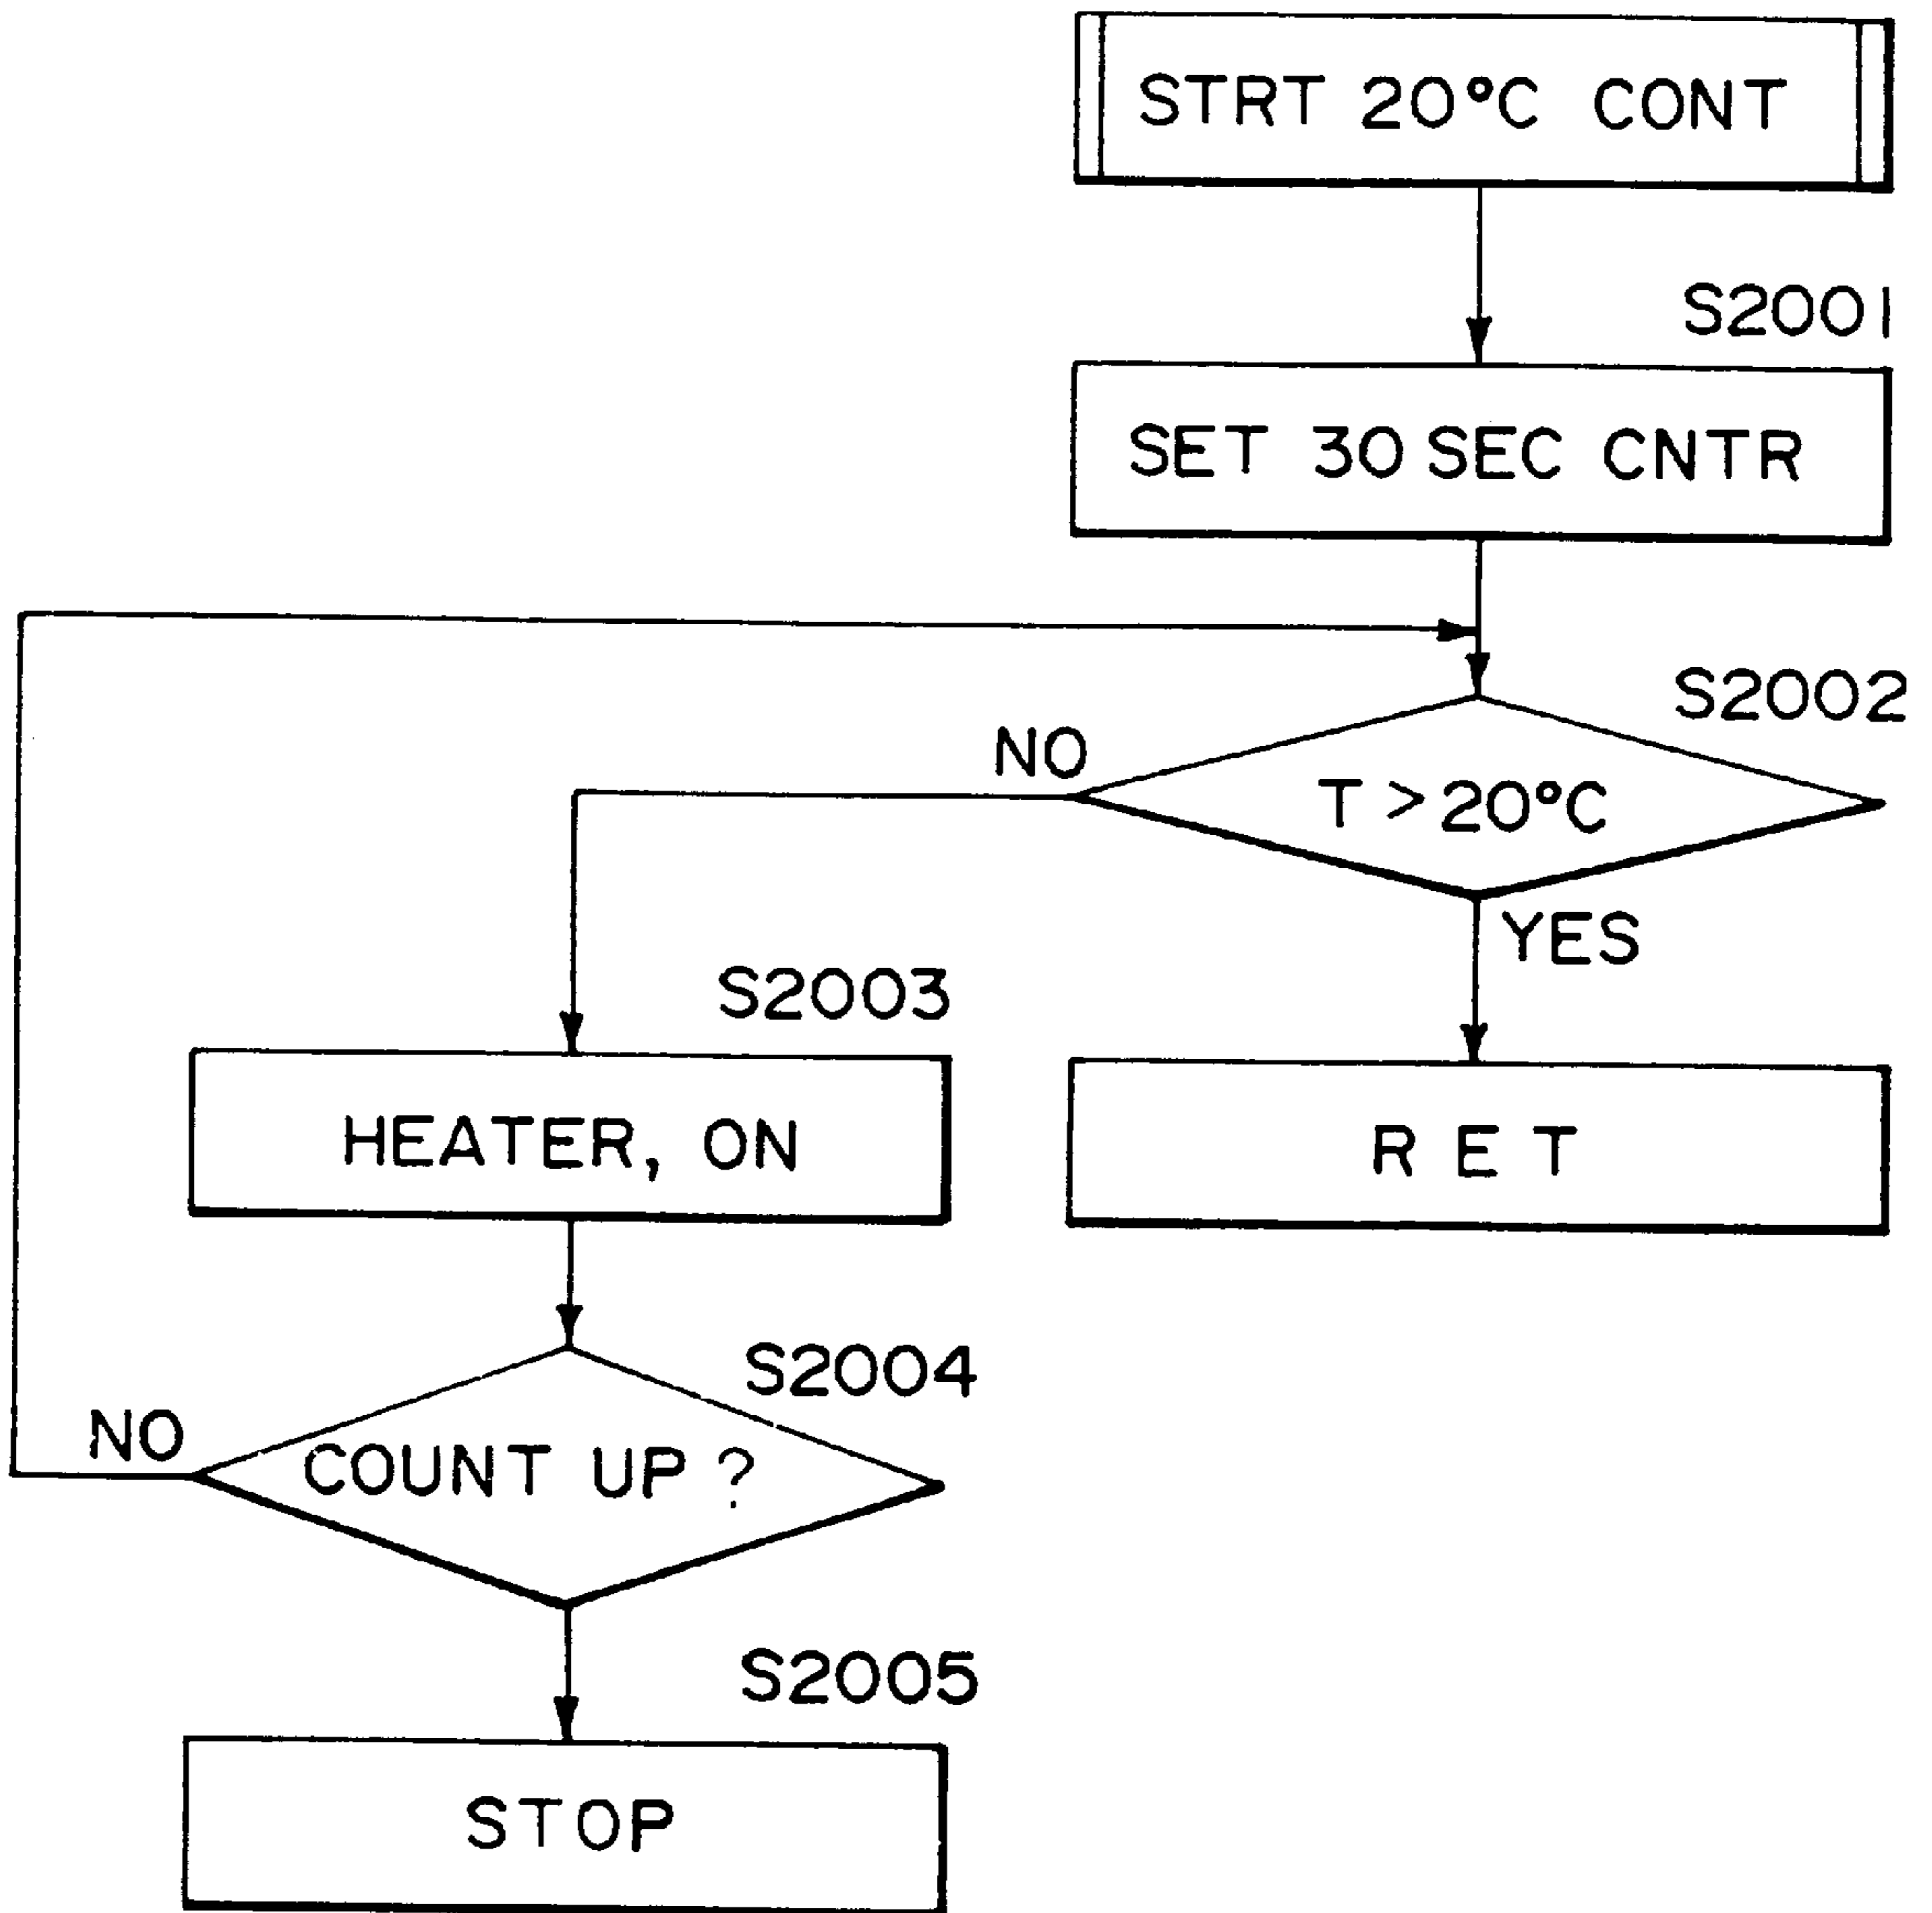 STRT 20°C CONT
S2001
SET 30 SEC CNTR
S2002
NO
T > 20°C
YES
S2003
HEATER, ON
RET
S2004
NO
COUNT UP ?
S2005
STOP